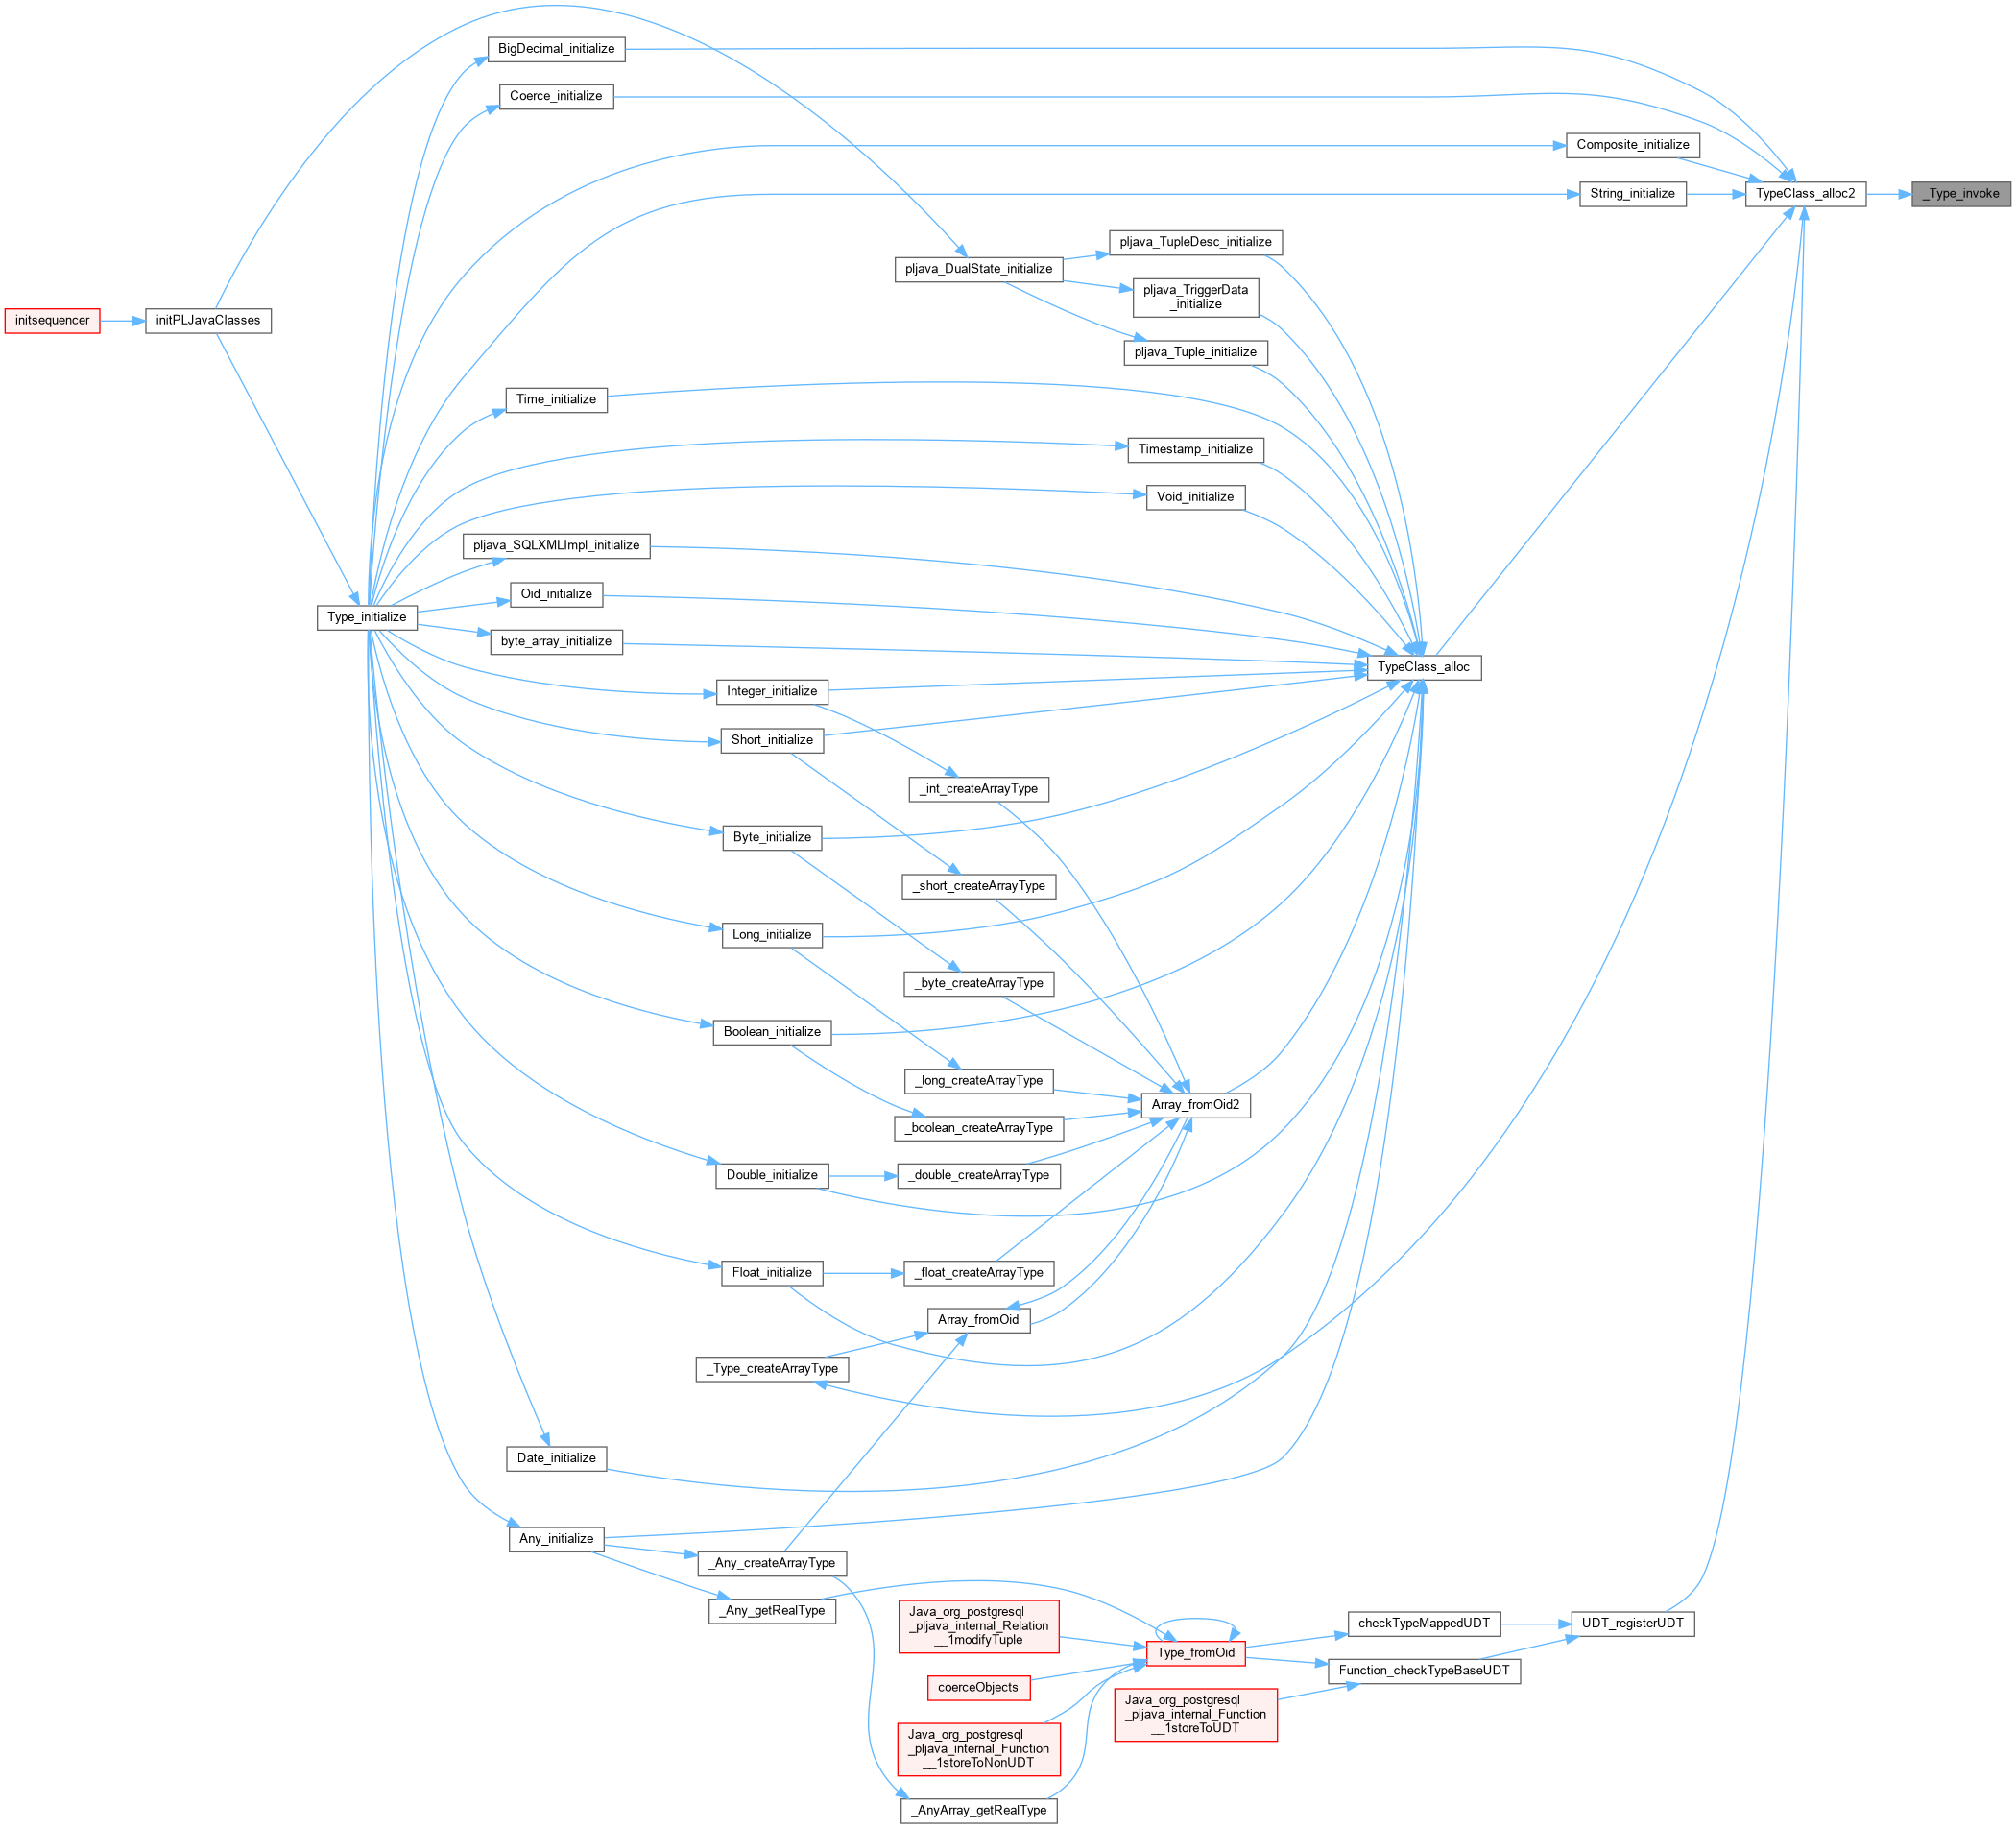 BigDecimal_initialize
Coerce_initialize
Composite_initialize
String_initialize
TypeClass_alloc2
_Type_invoke
pljava_TupleDesc_initialize
pljava_DualState_initialize
pljava_TriggerData
_initialize
initsequencer
initPLJavaClasses
pljava_Tuple_initialize
Time_initialize
Timestamp_initialize
Void_initialize
pljava_SQLXMLImpl_initialize
Oid_initialize
Type_initialize
byte_array_initialize
TypeClass_alloc
Integer_initialize
Short_initialize
_int_createArrayType
Byte_initialize
_short_createArrayType
Long_initialize
_byte_createArrayType
Boolean_initialize
_long_createArrayType
Array_fromOid2
_boolean_createArrayType
Double_initialize
_double_createArrayType
Float_initialize
_float_createArrayType
Array_fromOid
_Type_createArrayType
Date_initialize
Any_initialize
_Any_createArrayType
_Any_getRealType
Java_org_postgresql
_pljava_internal_Relation
__1modifyTuple
checkTypeMappedUDT
UDT_registerUDT
Type_fromOid
Function_checkTypeBaseUDT
coerceObjects
Java_org_postgresql
_pljava_internal_Function
__1storeToUDT
Java_org_postgresql
_pljava_internal_Function
__1storeToNonUDT
_AnyArray_getRealType